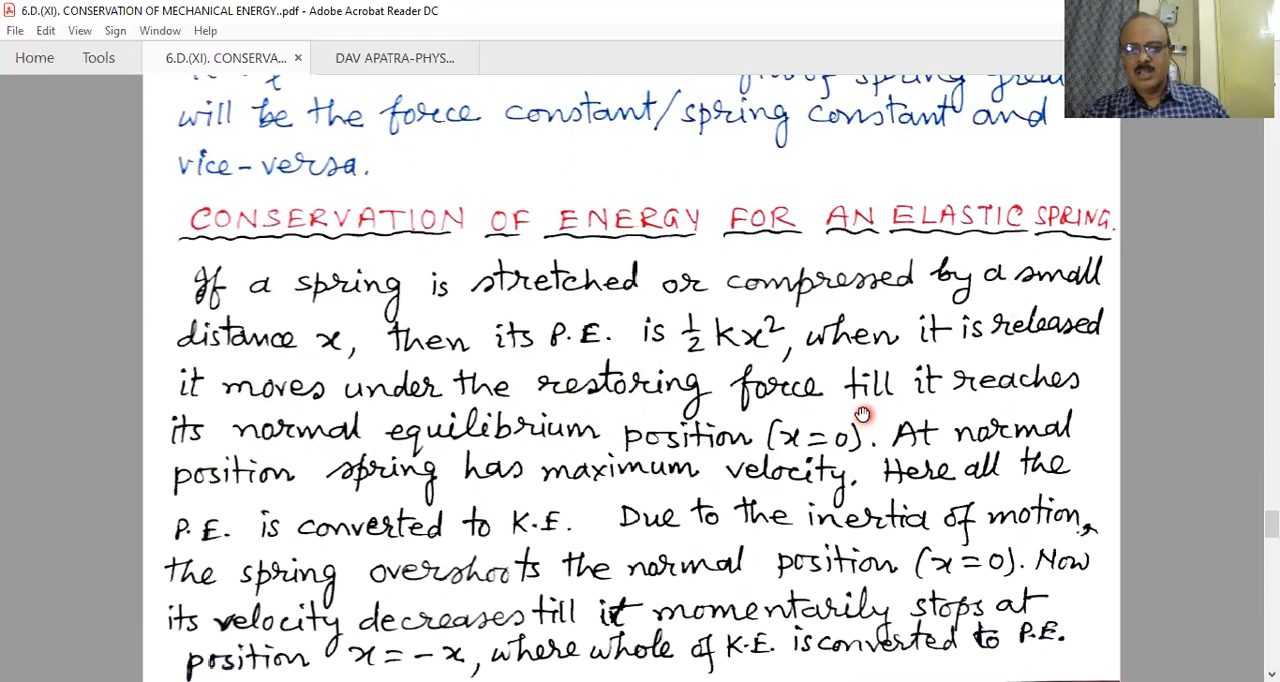 6.D.(XI). CONSERVATION OF MECHANICAL ENERGY..pdf - Adobe Acrobat Reader DC
File Edit View Sign Window Help
Home Tools 6.D.(XI). CONSERVA... × DAV APATRA-PHYS...
of spring
will be the force constant/spring constant and
vice-versa.
CONSERVATION OF ENERGY FOR AN ELASTIC SPRING.
If a spring is stretched or compressed by a small
distance x, then its P.E. is ½ kx², when it is released
it moves under the restoring force till it reaches
its normal equilibrium position (x=0). At normal
position spring has maximum velocity. Here all the
P.E. is converted to K.E. Due to the inertia of motion,
the spring overshoots the normal position (x=0). Now
its velocity decreases till it momentarily stops at
position x=-x, where whole of K.E. is converted to P.E.